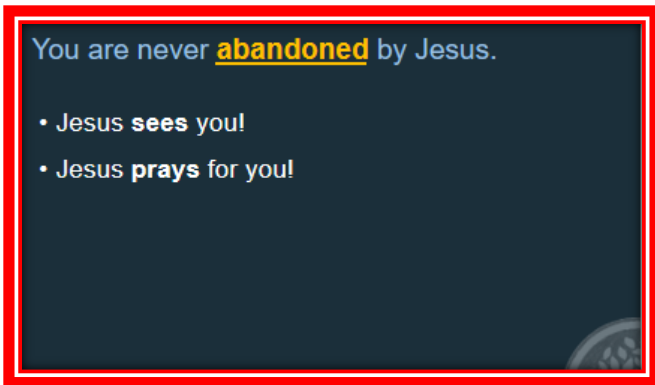 You are never abandoned by Jesus.
• Jesus sees you!
• Jesus prays for you!